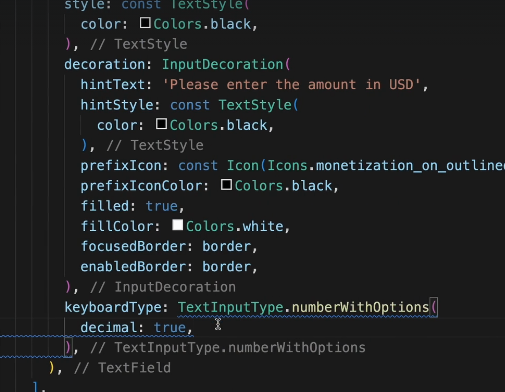 style: const TextStyle(
color: Colors.black,
), // TextStyle
decoration: InputDecoration(
hintText: 'Please enter the amount in USD',
hintStyle: const TextStyle(
color: Colors.black,
), // TextStyle
prefixIcon: const Icon(Icons.monetization_on_outline
prefixIconColor: Colors.black,
filled: true,
fillColor: Colors.white,
focusedBorder: border,
enabledBorder: border,
), // InputDecoration
keyboardType: TextInputType.numberWithOptions(
decimal: true,
), // TextInputType.numberWithOptions
), // TextField
],